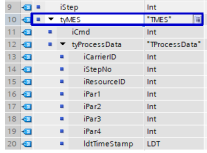 9 iStep Int
10 tyMES "TMES"
11 iCmd Int
12 tyProcessData "TProcessData"
13 iCarrierID Int
14 iStepNo Int
15 iResourceID Int
16 iPar1 Int
17 iPar2 Int
18 iPar3 Int
19 iPar4 Int
20 ldtTimeStamp LDT